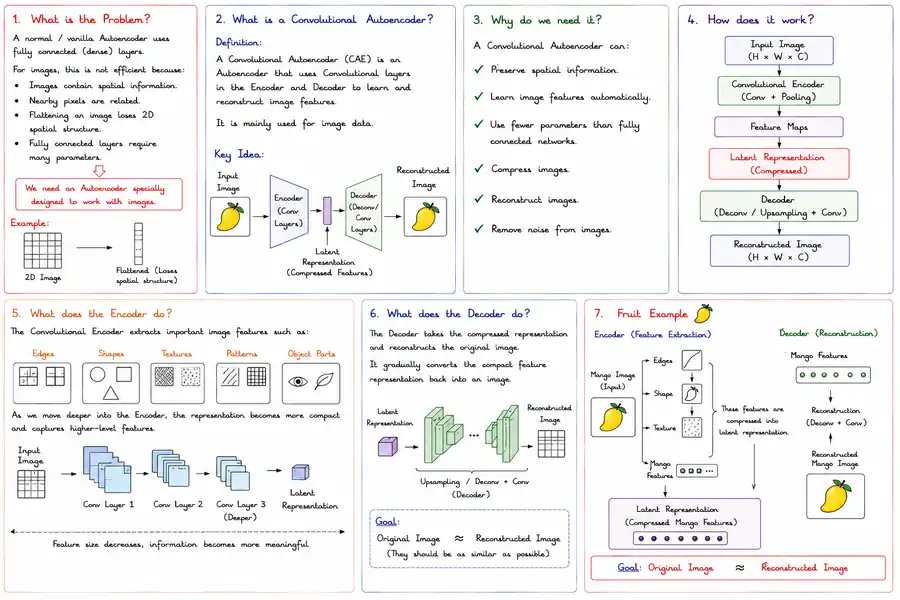 1. What is the Problem?
A normal / vanilla Autoencoder uses
fully connected (dense) layers.
For images, this is not efficient because:
• Images contain spatial information.
• Nearby pixels are related.
• Flattening an image loses 2D
spatial structure.
• Fully connected layers require
many parameters.
We need an Autoencoder specially
designed to work with images.
Example:
2D Image
Flattened (Loses
spatial structure)
2. What is a Convolutional Autoencoder?
Definition:
A Convolutional Autoencoder (CAE) is an
Autoencoder that uses Convolutional layers
in the Encoder and Decoder to learn and
reconstruct image features.
It is mainly used for image data.
Key Idea:
Input
Image
Encoder
(Conv
Layers)
Latent
Representation
(Compressed Features)
Decoder
(Deconv/
Conv
Layers)
Reconstructed
Image
3. Why do we need it?
A Convolutional Autoencoder can:
✓ Preserve spatial information.
✓ Learn image features automatically.
✓ Use fewer parameters than fully
connected networks.
✓ Compress images.
✓ Reconstruct images.
✓ Remove noise from images.
4. How does it work?
Input Image
(H × W × C)
Convolutional Encoder
(Conv + Pooling)
Feature Maps
Latent Representation
(Compressed)
Decoder
(Deconv / Upsampling + Conv)
Reconstructed Image
(H × W × C)
5. What does the Encoder do?
The Convolutional Encoder extracts important image features such as:
Edges
Shapes
Textures
Patterns
Object Parts
As we move deeper into the Encoder, the representation becomes more compact
and captures higher-level features.
Input
Image
Conv Layer 1
Conv Layer 2
Conv Layer 3
(Deeper)
Latent
Representation
Feature size decreases, information becomes more meaningful
6. What does the Decoder do?
The Decoder takes the compressed representation
and reconstructs the original image.
It gradually converts the compact feature
representation back into an image.
Latent
Representation
Reconstructed
Image
Upsampling / Deconv + Conv
(Decoder)
Goal:
Original Image ≈ Reconstructed Image
(They should be as similar as possible)
7. Fruit Example
Encoder (Feature Extraction)
Mango Image
(Input)
Edges
Shape
Texture
Mango
Features
These features are
compressed into
latent representation.
Latent Representation
(Compressed Mango Features)
Decoder (Reconstruction)
Mango Features
Reconstruction
(Deconv + Conv)
Reconstructed
Mango Image
Goal: Original Image ≈ Reconstructed Image